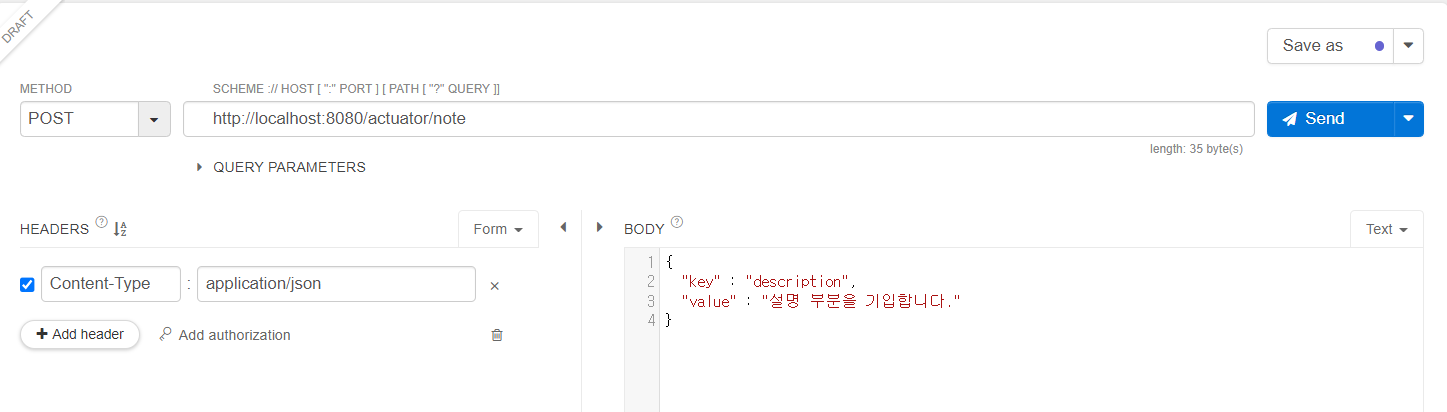 DRAFT
Save as
METHOD
SCHEME :// HOST [ ":" PORT ] [ PATH [ "?" QUERY ]]
POST
http://localhost:8080/actuator/note
Send
length: 35 byte(s)
QUERY PARAMETERS
HEADERS ? A Z
Form
BODY ?
Text
Content-Type : application/json ×
+ Add header
Add authorization
1 {
2 "key" : "description",
3 "value" : "설명 부분을 기입합니다."
4 }